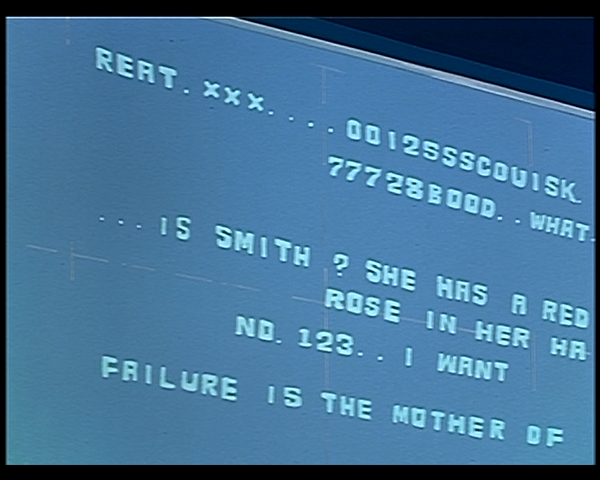 REAT.XXX....00125SSCOUISK.
77728BOOD..WHAT.
...IS SMITH ? SHE HAS A RED
ROSE IN HER HA
NO. 123.. I WANT
FAILURE IS THE MOTHER OF